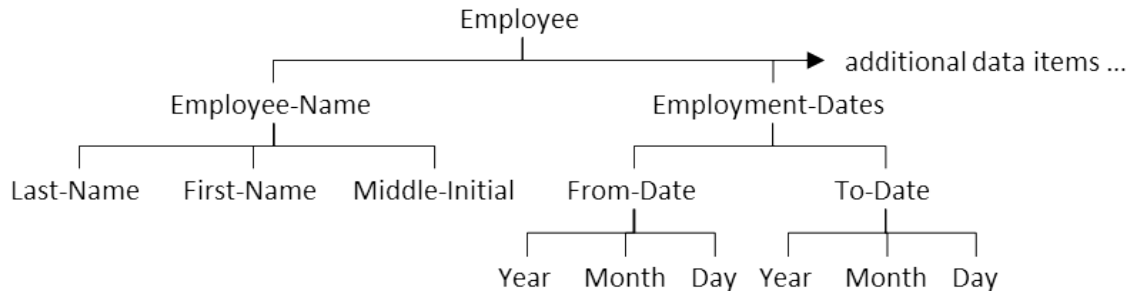 Employee
additional data items ...
Employee-Name Employment-Dates
Last-Name First-Name Middle-Initial From-Date To-Date
Year Month Day Year Month Day